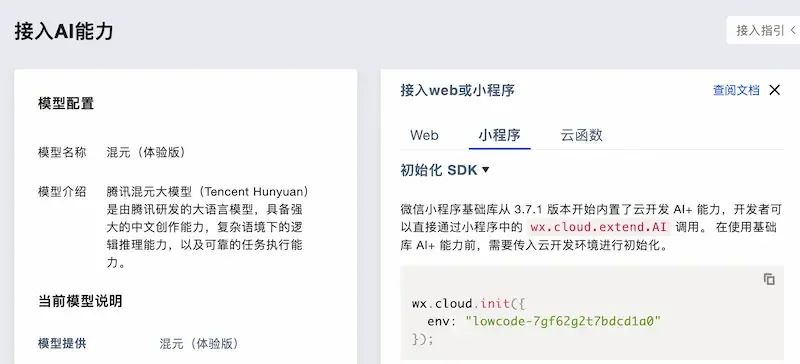 接入AI能力
接入指引
模型配置
模型名称 混元（体验版）
模型介绍 腾讯混元大模型（Tencent Hunyuan）
是由腾讯研发的大语言模型，具备强
大的中文创作能力，复杂语境下的逻
辑推理能力，以及可靠的任务执行能
力。
当前模型说明
模型提供 混元（体验版）
接入web或小程序 查阅文档
Web 小程序 云函数
初始化 SDK
微信小程序基础库从 3.7.1 版本开始内置了云开发 AI+ 能力，开发者可
以直接通过小程序中的 wx.cloud.extend.AI 调用。 在使用基础
库 AI+ 能力前，需要传入云开发环境进行初始化。
wx.cloud.init({
env: "lowcode-7gf62g2t7bdcd1a0"
});